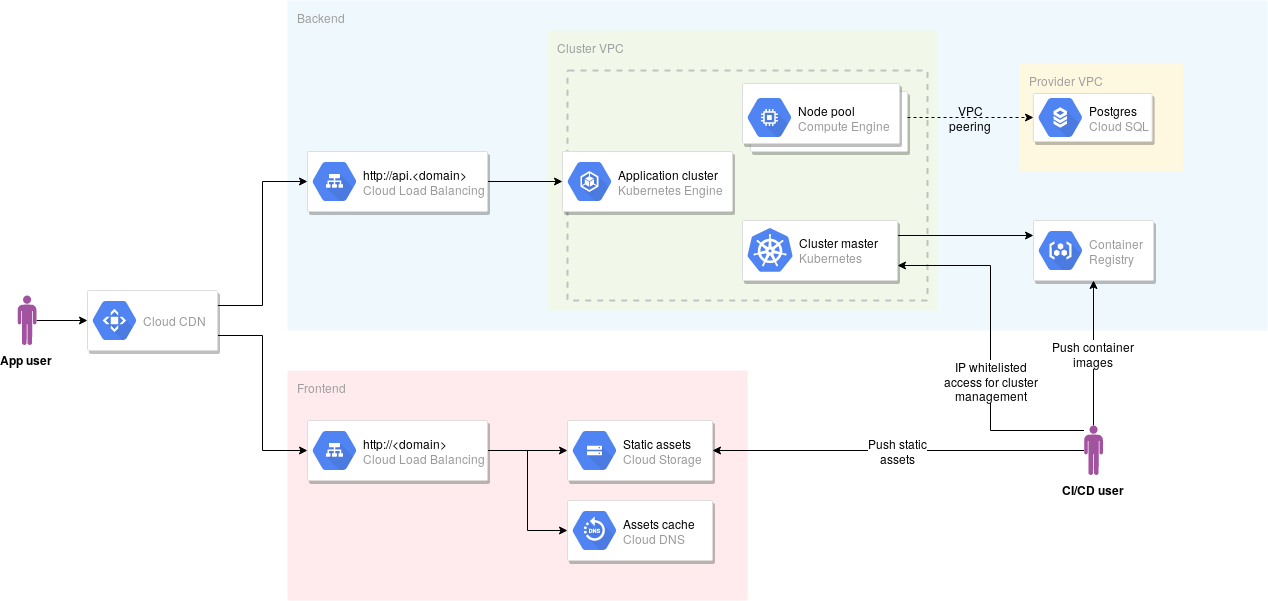 Backend
Cluster VPC
Provider VPC
Node pool
Compute Engine
VPC
peering
Postgres
Cloud SQL
http://api.<domain>
Cloud Load Balancing
Application cluster
Kubernetes Engine
Cluster master
Kubernetes
Container
Registry
Cloud CDN
App user
Push container
images
IP whitelisted
access for cluster
management
Frontend
http://<domain>
Cloud Load Balancing
Static assets
Cloud Storage
Push static
assets
CI/CD user
Assets cache
Cloud DNS
DNS